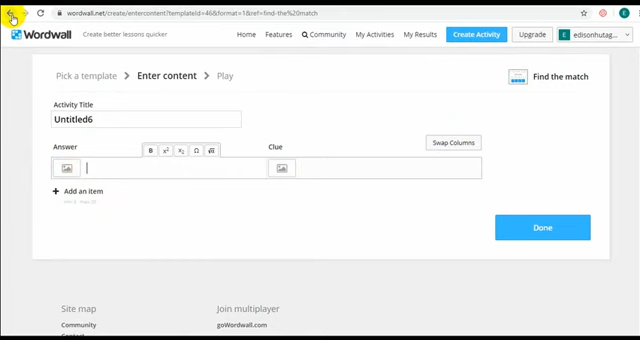 wordwall.net/create/entercontent?templateId=46&format=1&ref=find-the%20match
Wordwall Create better lessons quicker Home Features Community My Activities My Results Create Activity Upgrade E edisonhutag...
Pick a template Enter content Play Find the match
Activity Title
Untitled6
Swap Columns
Answer B x² x₂ Ω √α Clue
+ Add an item
Done
Site map Join multiplayer
Community goWordwall.com